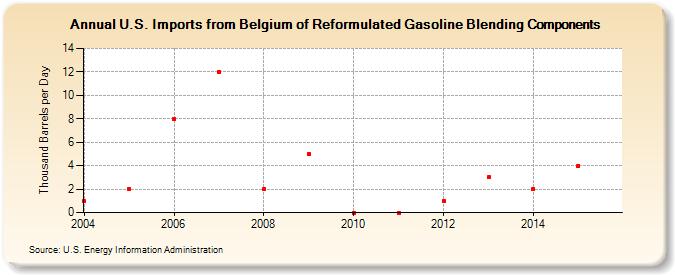 Annual U.S. Imports from Belgium of Reformulated Gasoline Blending Components
Thousand Barrels per Day
14
12
10
8
6
4
2
0
2004 2006 2008 2010 2012 2014
Source: U.S. Energy Information Administration